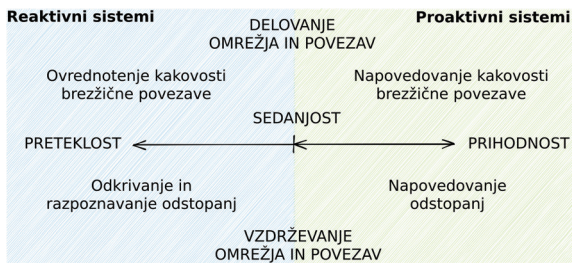 Reaktivni sistemi
Proaktivni sistemi
DELOVANJE
OMREŽJA IN POVEZAV
Ovrednotenje kakovosti
brezžične povezave
Napovedovanje kakovosti
brezžične povezave
SEDANJOST
PRETEKLOST
PRIHODNOST
Odkrivanje in
razpoznavanje odstopanj
Napovedovanje
odstopanj
VZDRŽEVANJE
OMREŽJA IN POVEZAV